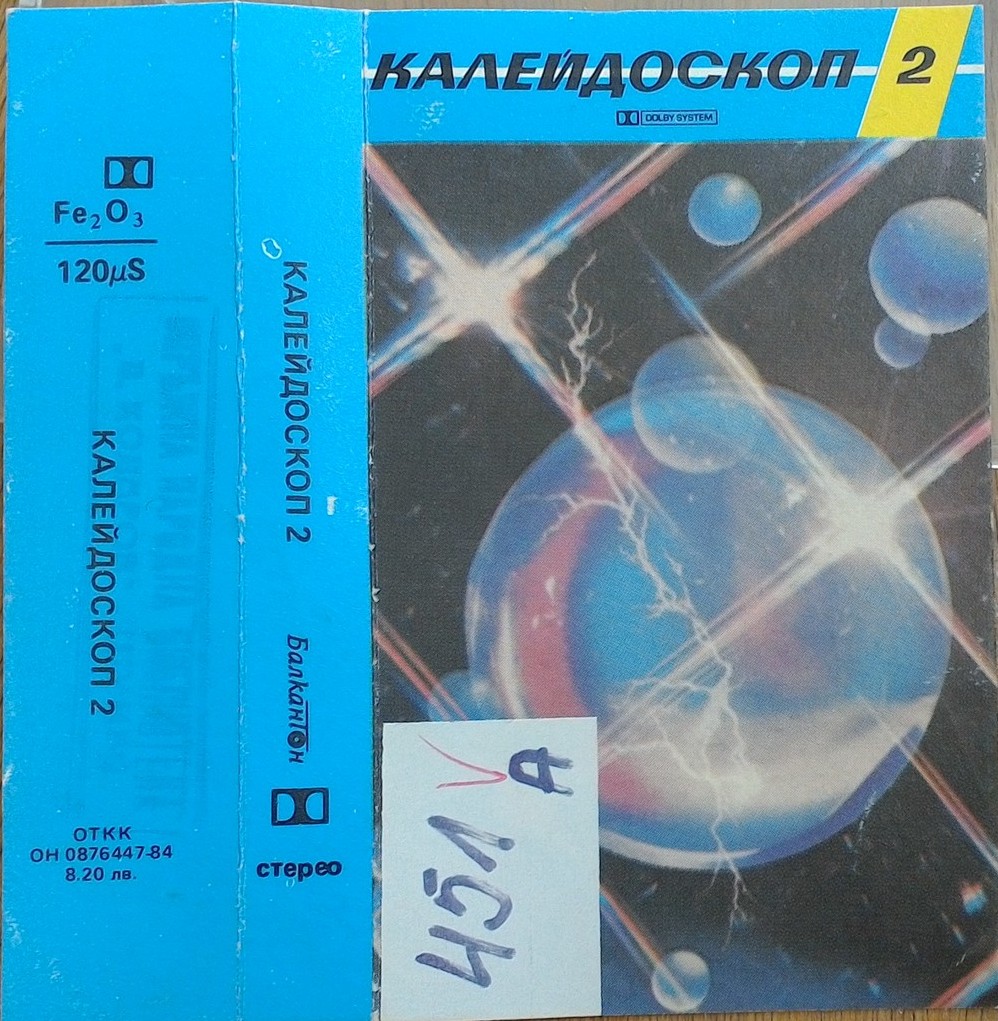 Fe₂O₃
120µS
КАЛЕЙДОСКОП 2
ОТКК
ОН 0876447-84
8.20 лв.
КАЛЕЙДОСКОП 2
Балкантон
стерео
КАЛЕЙДОСКОП 2
DOLBY SYSTEM
451 A